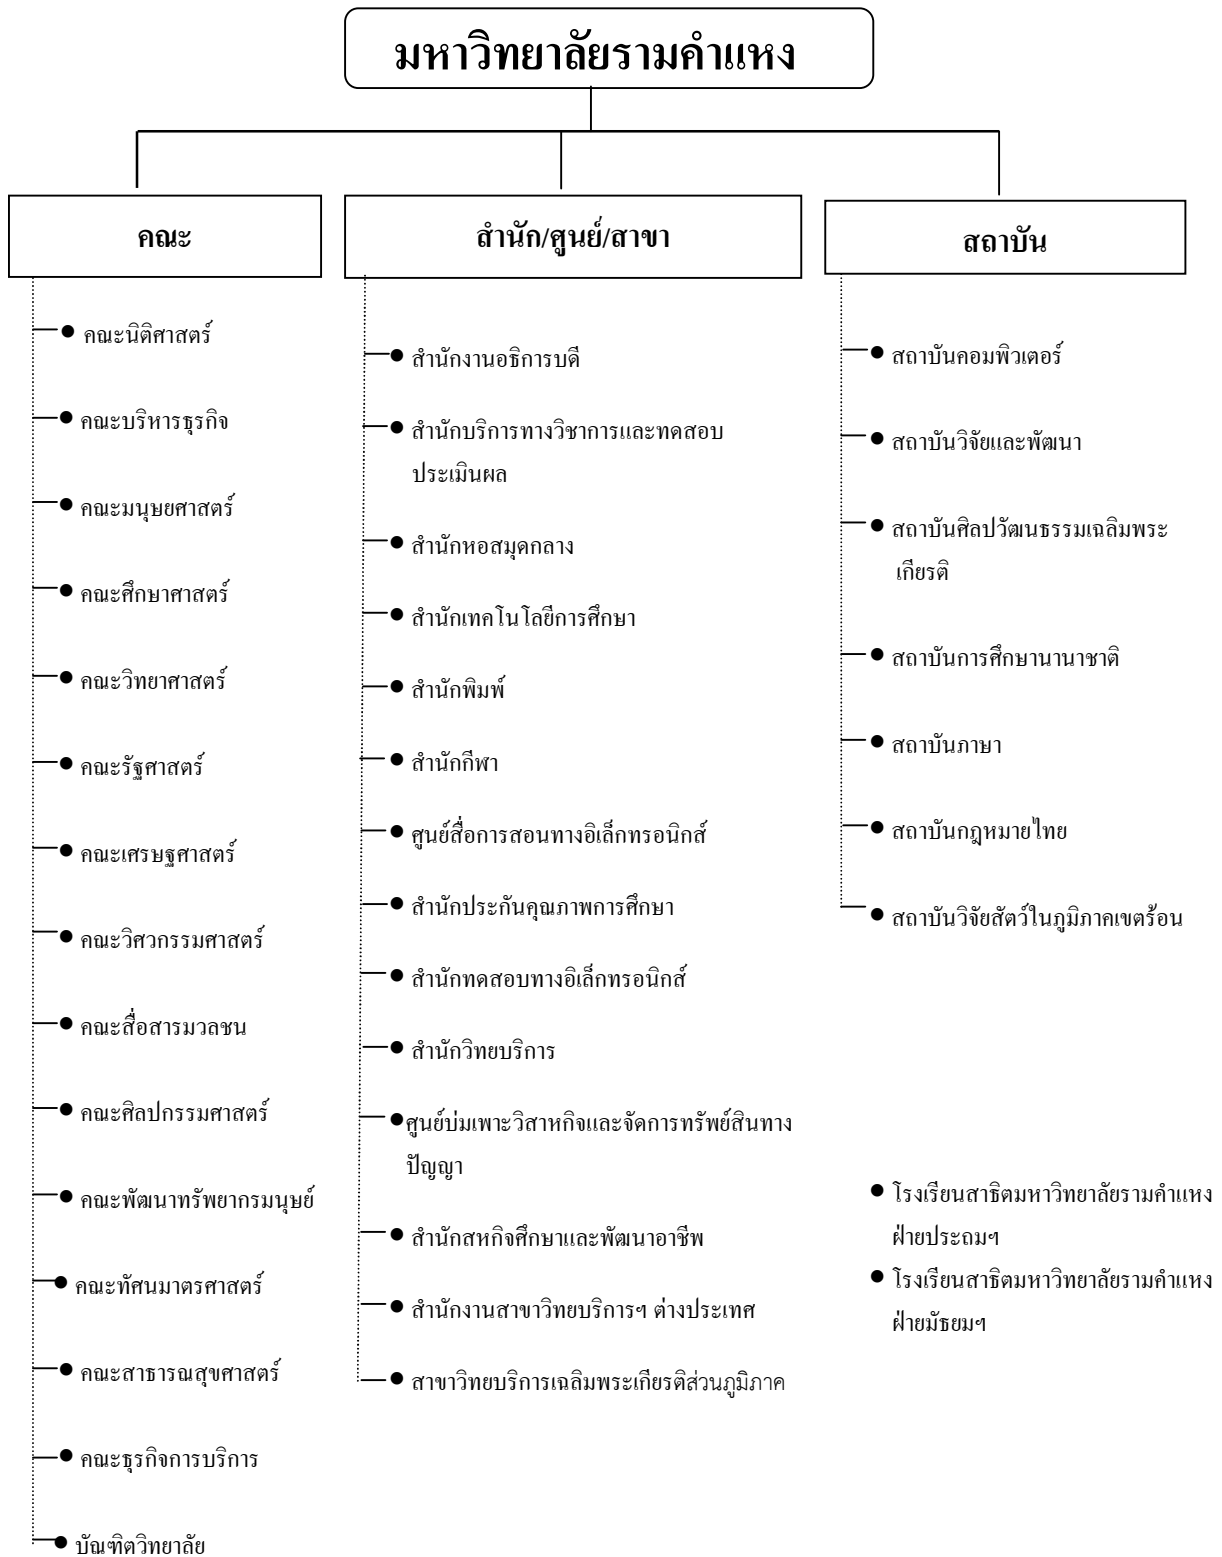 มหาวิทยาลัยรามคำแหง
คณะ
● คณะนิติศาสตร์
● คณะบริหารธุรกิจ
● คณะมนุษยศาสตร์
● คณะศึกษาศาสตร์
● คณะวิทยาศาสตร์
● คณะรัฐศาสตร์
● คณะเศรษฐศาสตร์
● คณะวิศวกรรมศาสตร์
● คณะสื่อสารมวลชน
● คณะศิลปกรรมศาสตร์
● คณะพัฒนาทรัพยากรมนุษย์
● คณะทัศนมาตรศาสตร์
● คณะสาธารณสุขศาสตร์
● คณะธุรกิจการบริการ
● บัณฑิตวิทยาลัย
สำนัก/ศูนย์/สาขา
● สำนักงานอธิการบดี
● สำนักบริการทางวิชาการและทดสอบ
ประเมินผล
● สำนักหอสมุดกลาง
● สำนักเทคโนโลยีการศึกษา
● สำนักพิมพ์
● สำนักกีฬา
● ศูนย์สื่อการสอนทางอิเล็กทรอนิกส์
● สำนักประกันคุณภาพการศึกษา
● สำนักทดสอบทางอิเล็กทรอนิกส์
● สำนักวิทยบริการ
● ศูนย์บ่มเพาะวิสาหกิจและจัดการทรัพย์สินทาง
ปัญญา
● สำนักสหกิจศึกษาและพัฒนาอาชีพ
● สำนักงานสาขาวิทยบริการฯ ต่างประเทศ
● สาขาวิทยบริการเฉลิมพระเกียรติส่วนภูมิภาค
สถาบัน
● สถาบันคอมพิวเตอร์
● สถาบันวิจัยและพัฒนา
● สถาบันศิลปวัฒนธรรมเฉลิมพระ
เกียรติ
● สถาบันการศึกษานานาชาติ
● สถาบันภาษา
● สถาบันกฎหมายไทย
● สถาบันวิจัยสัตว์ในภูมิภาคเขตร้อน
● โรงเรียนสาธิตมหาวิทยาลัยรามคำแหง
ฝ่ายประถมฯ
● โรงเรียนสาธิตมหาวิทยาลัยรามคำแหง
ฝ่ายมัธยมฯ